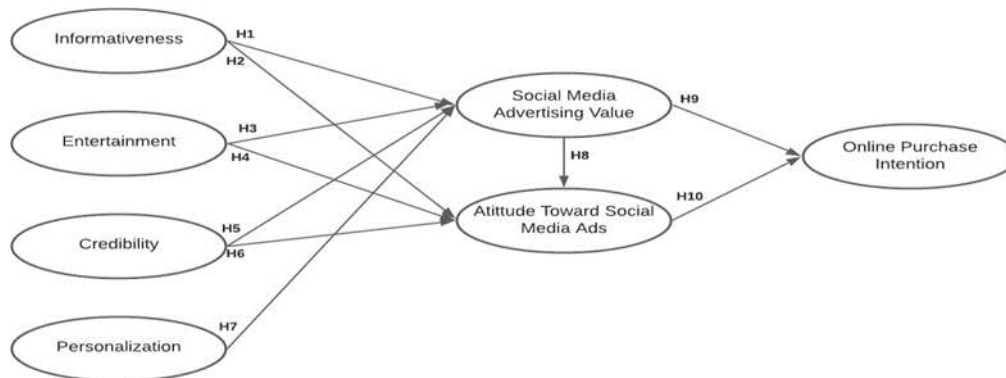 Informativeness
H1
H2
Social Media
Advertising Value
H9
Entertainment
H3
H4
H8
Online Purchase
Intention
H10
Atittude Toward Social
Media Ads
Credibility
H5
H6
H7
Personalization